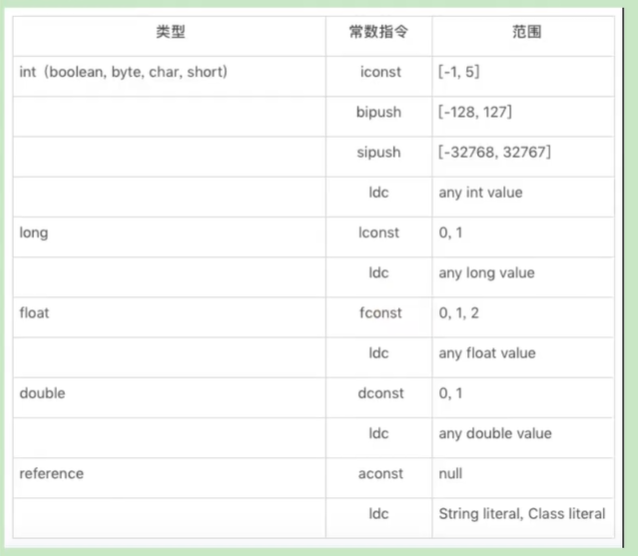 类型 常数指令 范围
int（boolean, byte, char, short） iconst [-1, 5]
bipush [-128, 127]
sipush [-32768, 32767]
ldc any int value
long lconst 0, 1
ldc any long value
float fconst 0, 1, 2
ldc any float value
double dconst 0, 1
ldc any double value
reference aconst null
ldc String literal, Class literal